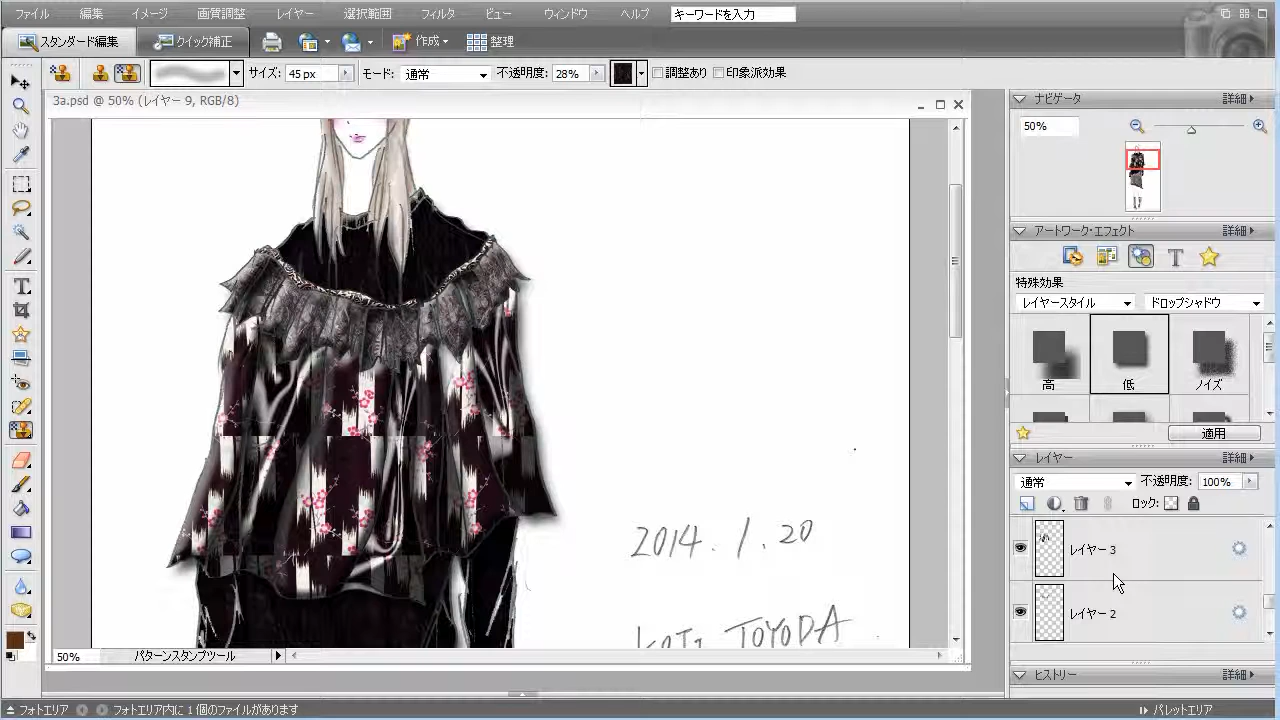 ファイル 編集 イメージ 画質調整 レイヤー 選択範囲 フィルタ ビュー ウィンドウ ヘルプ キーワードを入力
スタンダード編集 クイック補正 作成 整理
サイズ: 45 px モード: 通常 不透明度: 28% 調整あり 印象派効果
3a.psd @ 50% (レイヤー 9, RGB/8)
ナビゲータ 詳細
50%
アートワーク・エフェクト 詳細
特殊効果
レイヤースタイル ドロップシャドウ
高 低 ノイズ
適用
レイヤー 詳細
通常 不透明度: 100%
ロック:
レイヤー 3
レイヤー 2
2014.1.20
TOYODA
50% パターンスタンプツール
ヒストリー 詳細
フォトエリア フォトエリア内に 1 個のファイルがあります パレットエリア